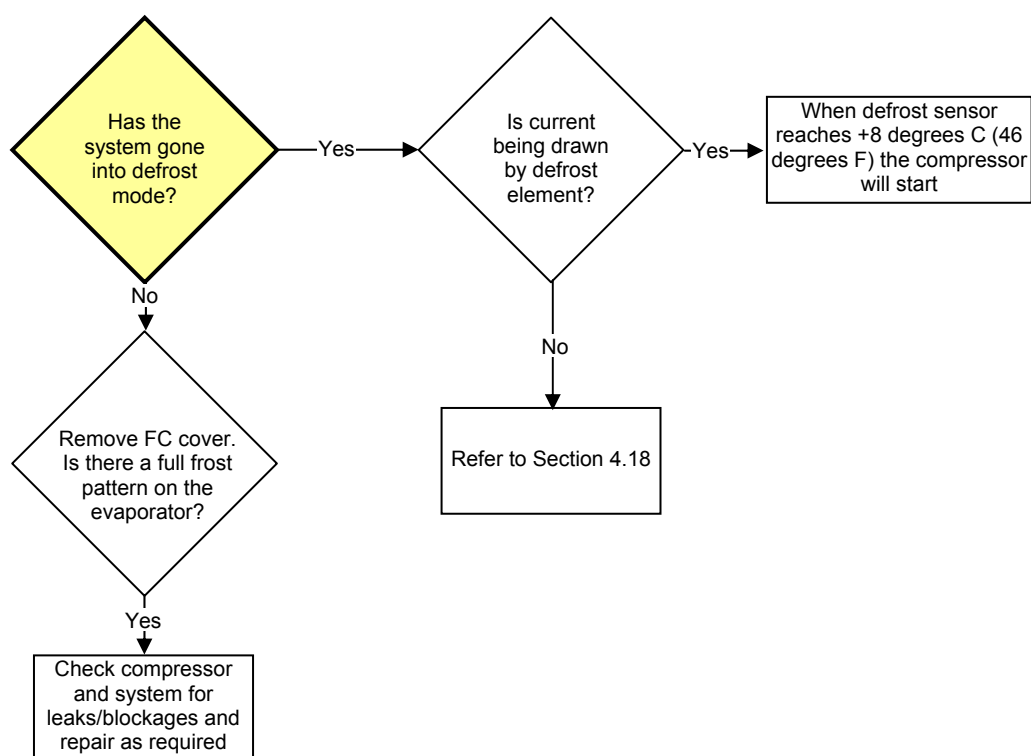 Has the
system gone
into defrost
mode?
Yes
Is current
being drawn
by defrost
element?
Yes
When defrost sensor
reaches +8 degrees C (46
degrees F) the compressor
will start
No
No
Remove FC cover.
Is there a full frost
pattern on the
evaporator?
Refer to Section 4.18
Yes
Check compressor
and system for
leaks/blockages and
repair as required